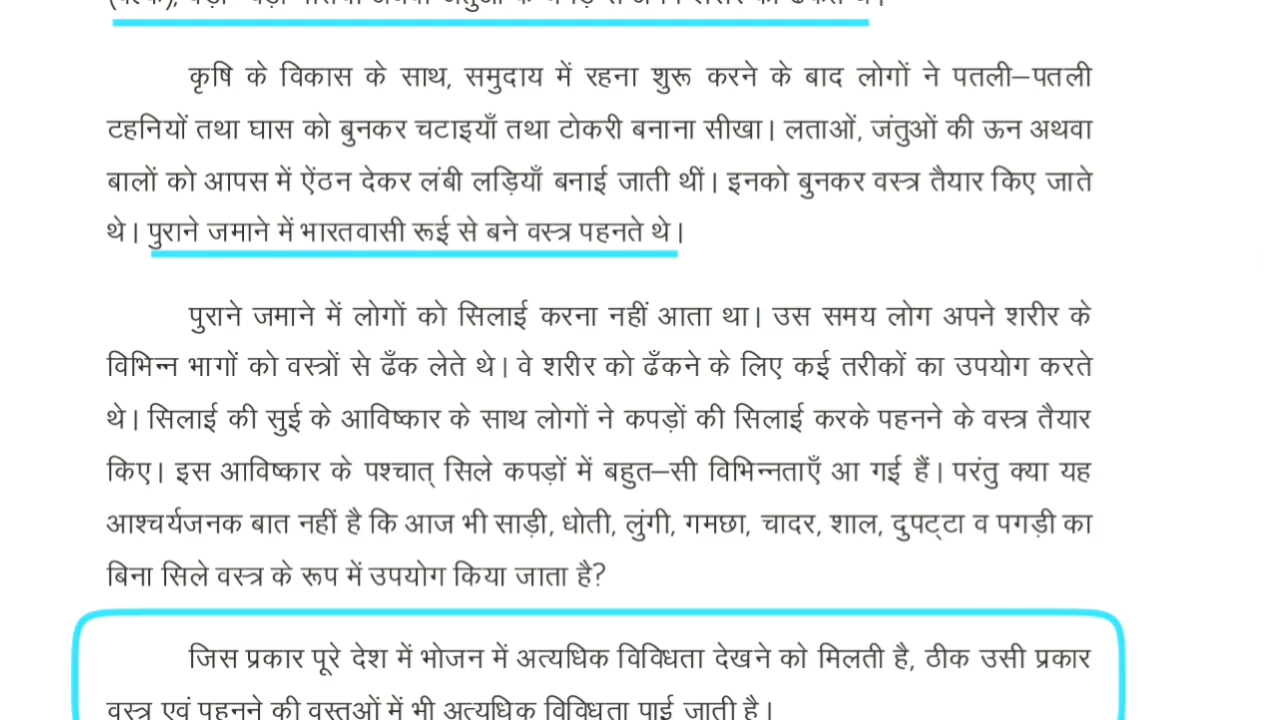 कृषि के विकास के साथ, समुदाय में रहना शुरू करने के बाद लोगों ने पतली–पतली
टहनियों तथा घास को बुनकर चटाइयाँ तथा टोकरी बनाना सीखा। लताओं, जंतुओं की ऊन अथवा
बालों को आपस में ऐंठन देकर लंबी लड़ियाँ बनाई जाती थीं। इनको बुनकर वस्त्र तैयार किए जाते
थे। पुराने जमाने में भारतवासी रूई से बने वस्त्र पहनते थे।
पुराने जमाने में लोगों को सिलाई करना नहीं आता था। उस समय लोग अपने शरीर के
विभिन्न भागों को वस्त्रों से ढँक लेते थे। वे शरीर को ढँकने के लिए कई तरीकों का उपयोग करते
थे। सिलाई की सुई के आविष्कार के साथ लोगों ने कपड़ों की सिलाई करके पहनने के वस्त्र तैयार
किए। इस आविष्कार के पश्चात् सिले कपड़ों में बहुत–सी विभिन्नताएँ आ गई हैं। परंतु क्या यह
आश्चर्यजनक बात नहीं है कि आज भी साड़ी, धोती, लुंगी, गमछा, चादर, शाल, दुपट्टा व पगड़ी का
बिना सिले वस्त्र के रूप में उपयोग किया जाता है?
जिस प्रकार पूरे देश में भोजन में अत्यधिक विविधता देखने को मिलती है, ठीक उसी प्रकार
वस्त्र एवं पहनने की वस्तुओं में भी अत्यधिक विविधता पाई जाती है।